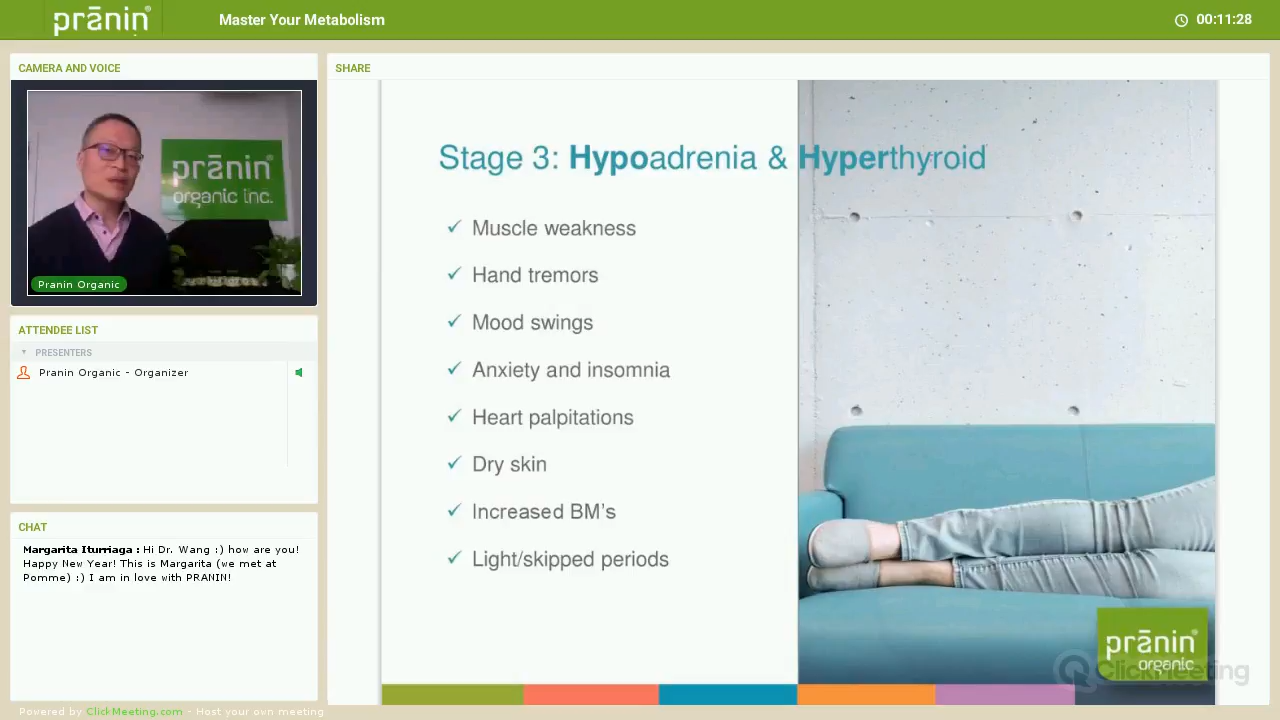 prānin®
Master Your Metabolism
00:11:28
CAMERA AND VOICE
prānin®
organic inc.
Pranin Organic
ATTENDEE LIST
PRESENTERS
Pranin Organic - Organizer
CHAT
Margarita Iturriaga : Hi Dr. Wang :) how are you!
Happy New Year! This is Margarita (we met at
Pomme) :) I am in love with PRANIN!
SHARE
Stage 3: Hypoadrenia & Hyperthyroid
✓ Muscle weakness
✓ Hand tremors
✓ Mood swings
✓ Anxiety and insomnia
✓ Heart palpitations
✓ Dry skin
✓ Increased BM's
✓ Light/skipped periods
prānin®
organic
ClickMeeting
Powered by ClickMeeting.com - Host your own meeting